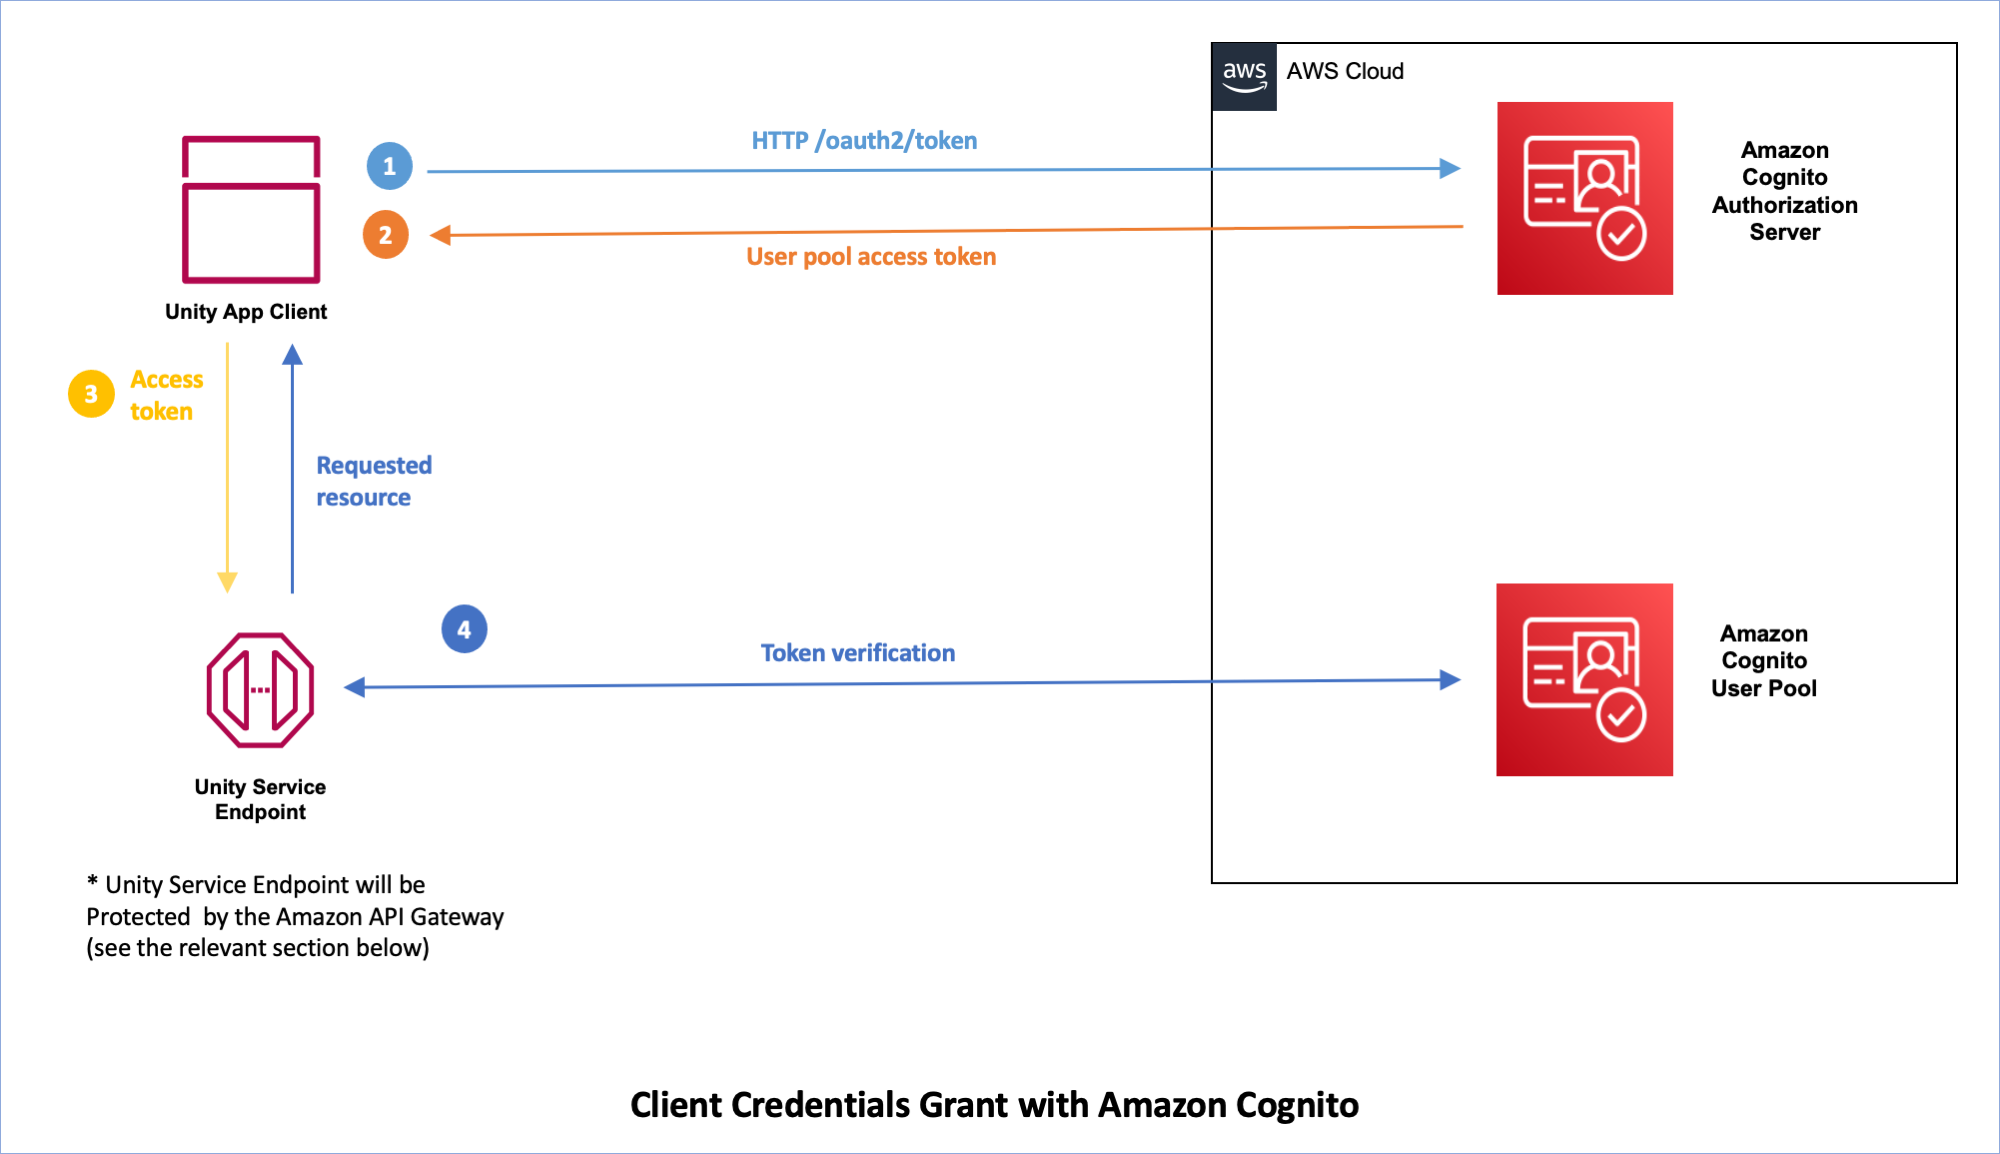 aws
AWS Cloud
HTTP /oauth2/token
1
Amazon
Cognito
Authorization
Server
2
User pool access token
Unity App Client
3
Access
token
Requested
resource
4
Token verification
Amazon
Cognito
User Pool
Unity Service
Endpoint
* Unity Service Endpoint will be
Protected  by the Amazon API Gateway
(see the relevant section below)
Client Credentials Grant with Amazon Cognito